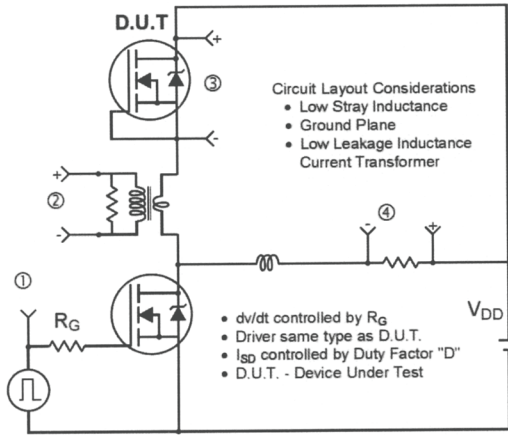 D.U.T
+
③
-
Circuit Layout Considerations
• Low Stray Inductance
• Ground Plane
• Low Leakage Inductance
Current Transformer
+
②
-
④
-
+
①
RG
• dv/dt controlled by RG
• Driver same type as D.U.T.
• ISD controlled by Duty Factor "D"
• D.U.T. - Device Under Test
VDD